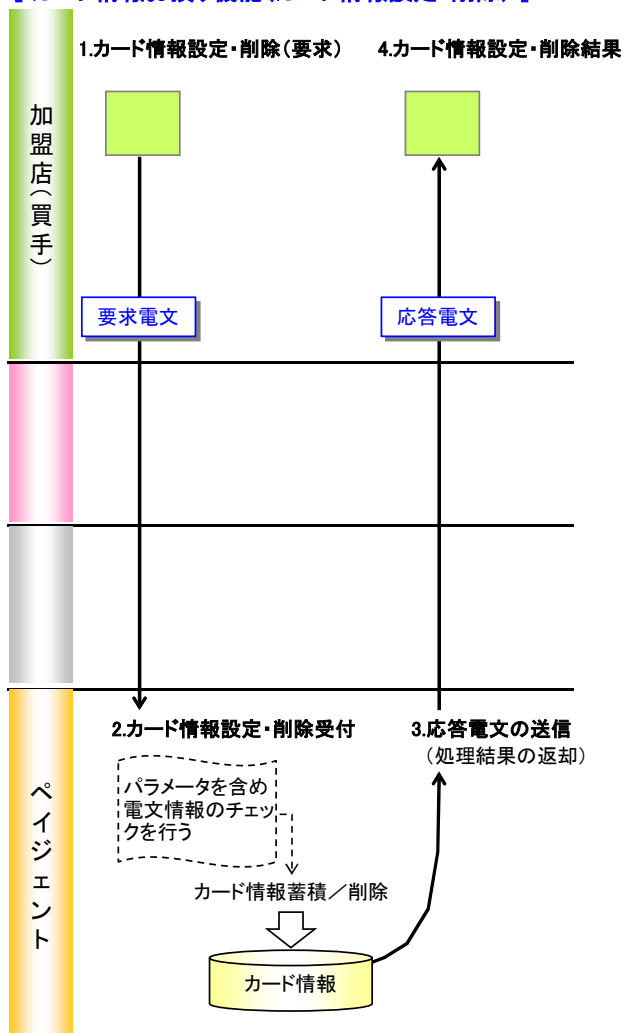 1.カード情報設定・削除(要求)
4.カード情報設定・削除結果
加盟店(買手)
要求電文
応答電文
2.カード情報設定・削除受付
3.応答電文の送信
(処理結果の返却)
パラメータを含め
電文情報のチェッ
クを行う
カード情報蓄積/削除
カード情報
ペイジェント